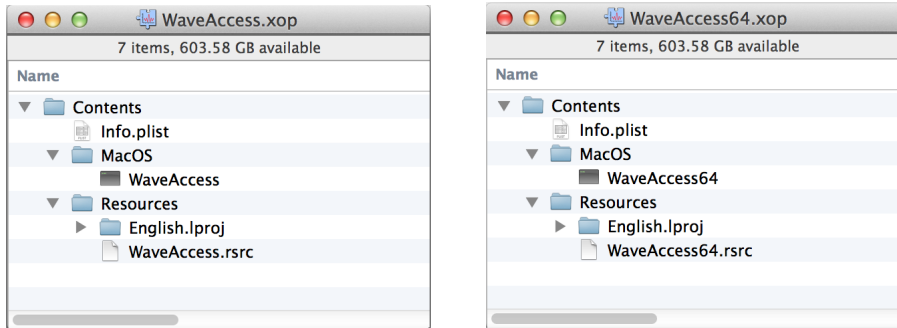 WaveAccess.xop
7 items, 603.58 GB available
Name
Contents
Info.plist
MacOS
WaveAccess
Resources
English.lproj
WaveAccess.rsrc
WaveAccess64.xop
7 items, 603.58 GB available
Name
Contents
Info.plist
MacOS
WaveAccess64
Resources
English.lproj
WaveAccess64.rsrc